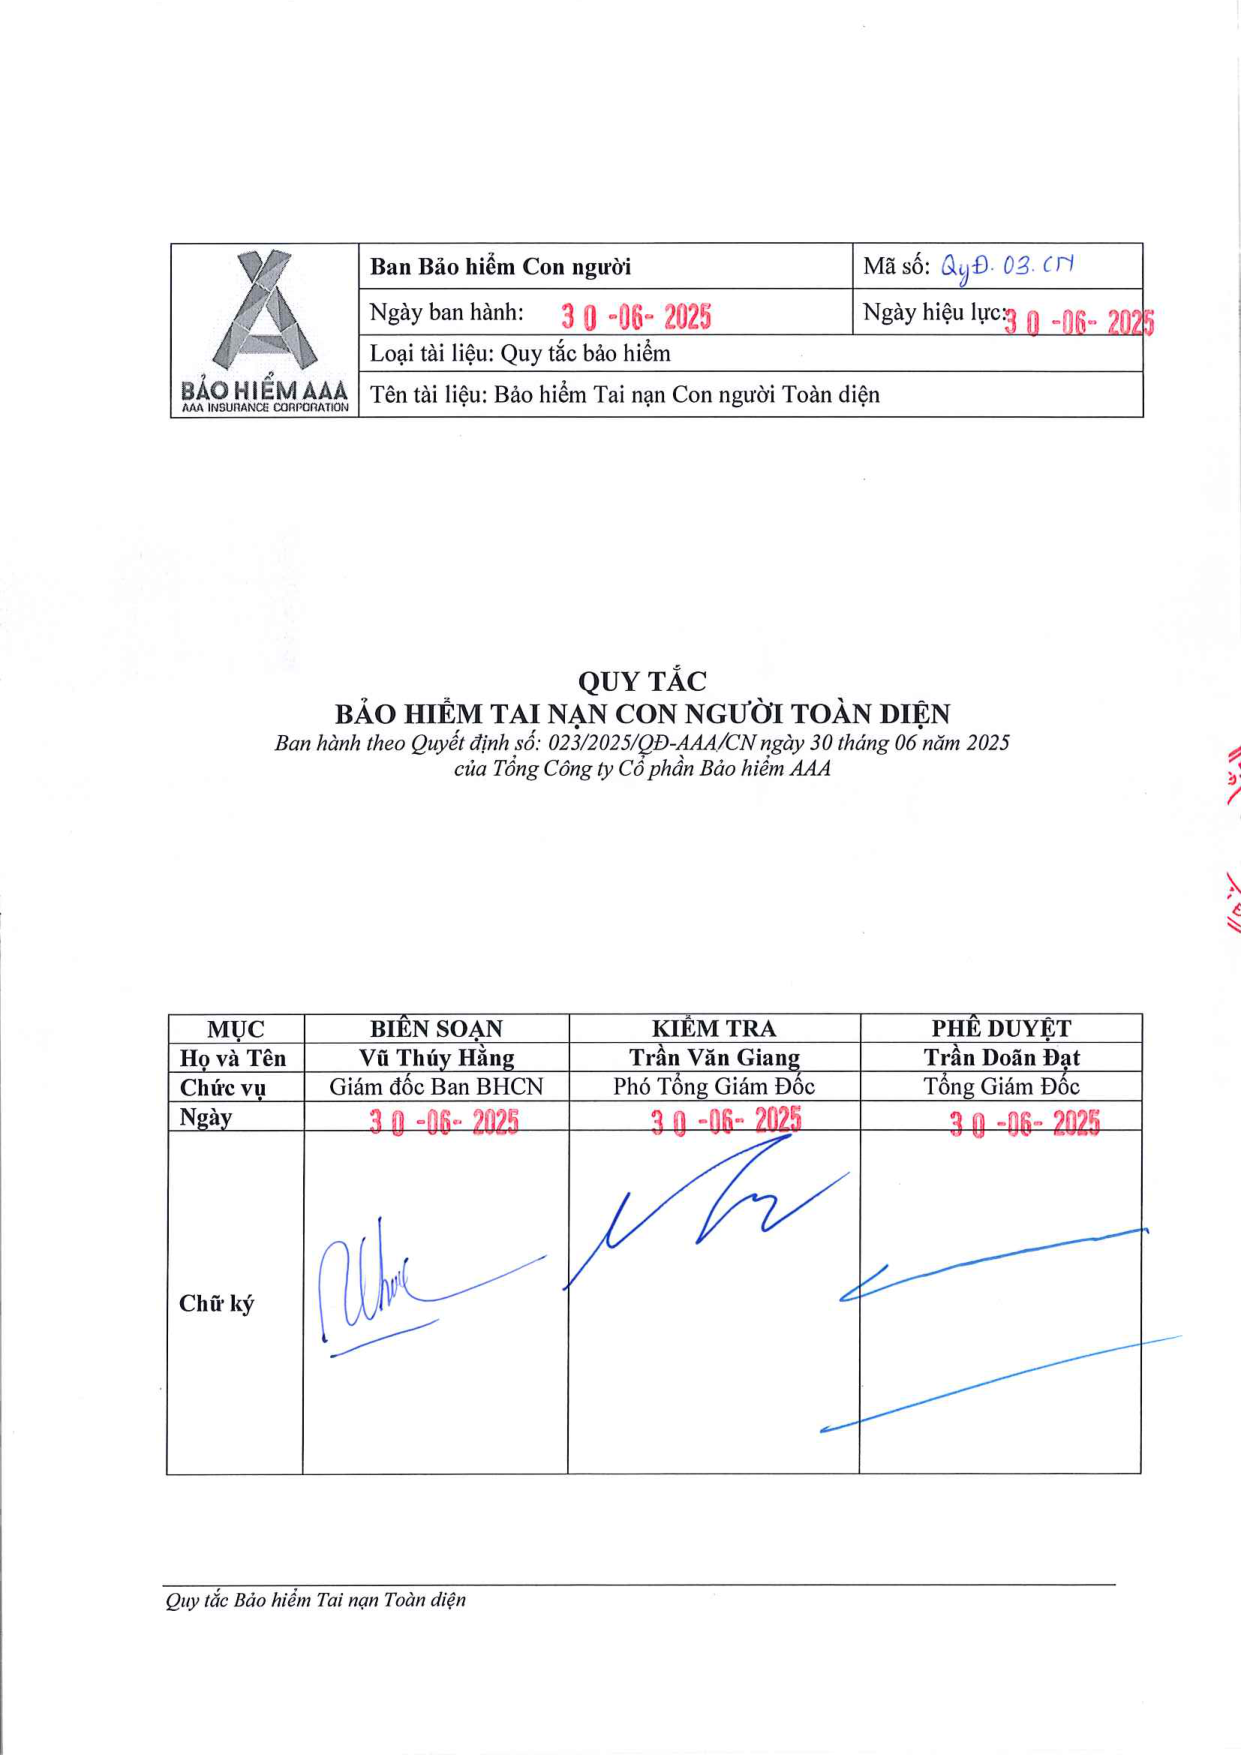 BẢO HIỂM AAA
AAA INSURANCE CORPORATION
Ban Bảo hiểm Con người
Mã số: QyĐ. 03. CN
Ngày ban hành: 30-06-2025
Ngày hiệu lực: 30-06-2025
Loại tài liệu: Quy tắc bảo hiểm
Tên tài liệu: Bảo hiểm Tai nạn Con người Toàn diện
QUY TẮC
BẢO HIỂM TAI NẠN CON NGƯỜI TOÀN DIỆN
Ban hành theo Quyết định số: 023/2025/QĐ-AAA/CN ngày 30 tháng 06 năm 2025
của Tổng Công ty Cổ phần Bảo hiểm AAA
MỤC BIÊN SOẠN KIỂM TRA PHÊ DUYỆT
Họ và Tên Vũ Thúy Hằng Trần Văn Giang Trần Doãn Đạt
Chức vụ Giám đốc Ban BHCN Phó Tổng Giám Đốc Tổng Giám Đốc
Ngày 30-06-2025 30-06-2025 30-06-2025
Chữ ký
Quy tắc Bảo hiểm Tai nạn Toàn diện